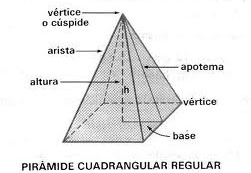 vértice
o cúspide
arista
apotema
altura
h
vértice
base
PIRÁMIDE CUADRANGULAR REGULAR